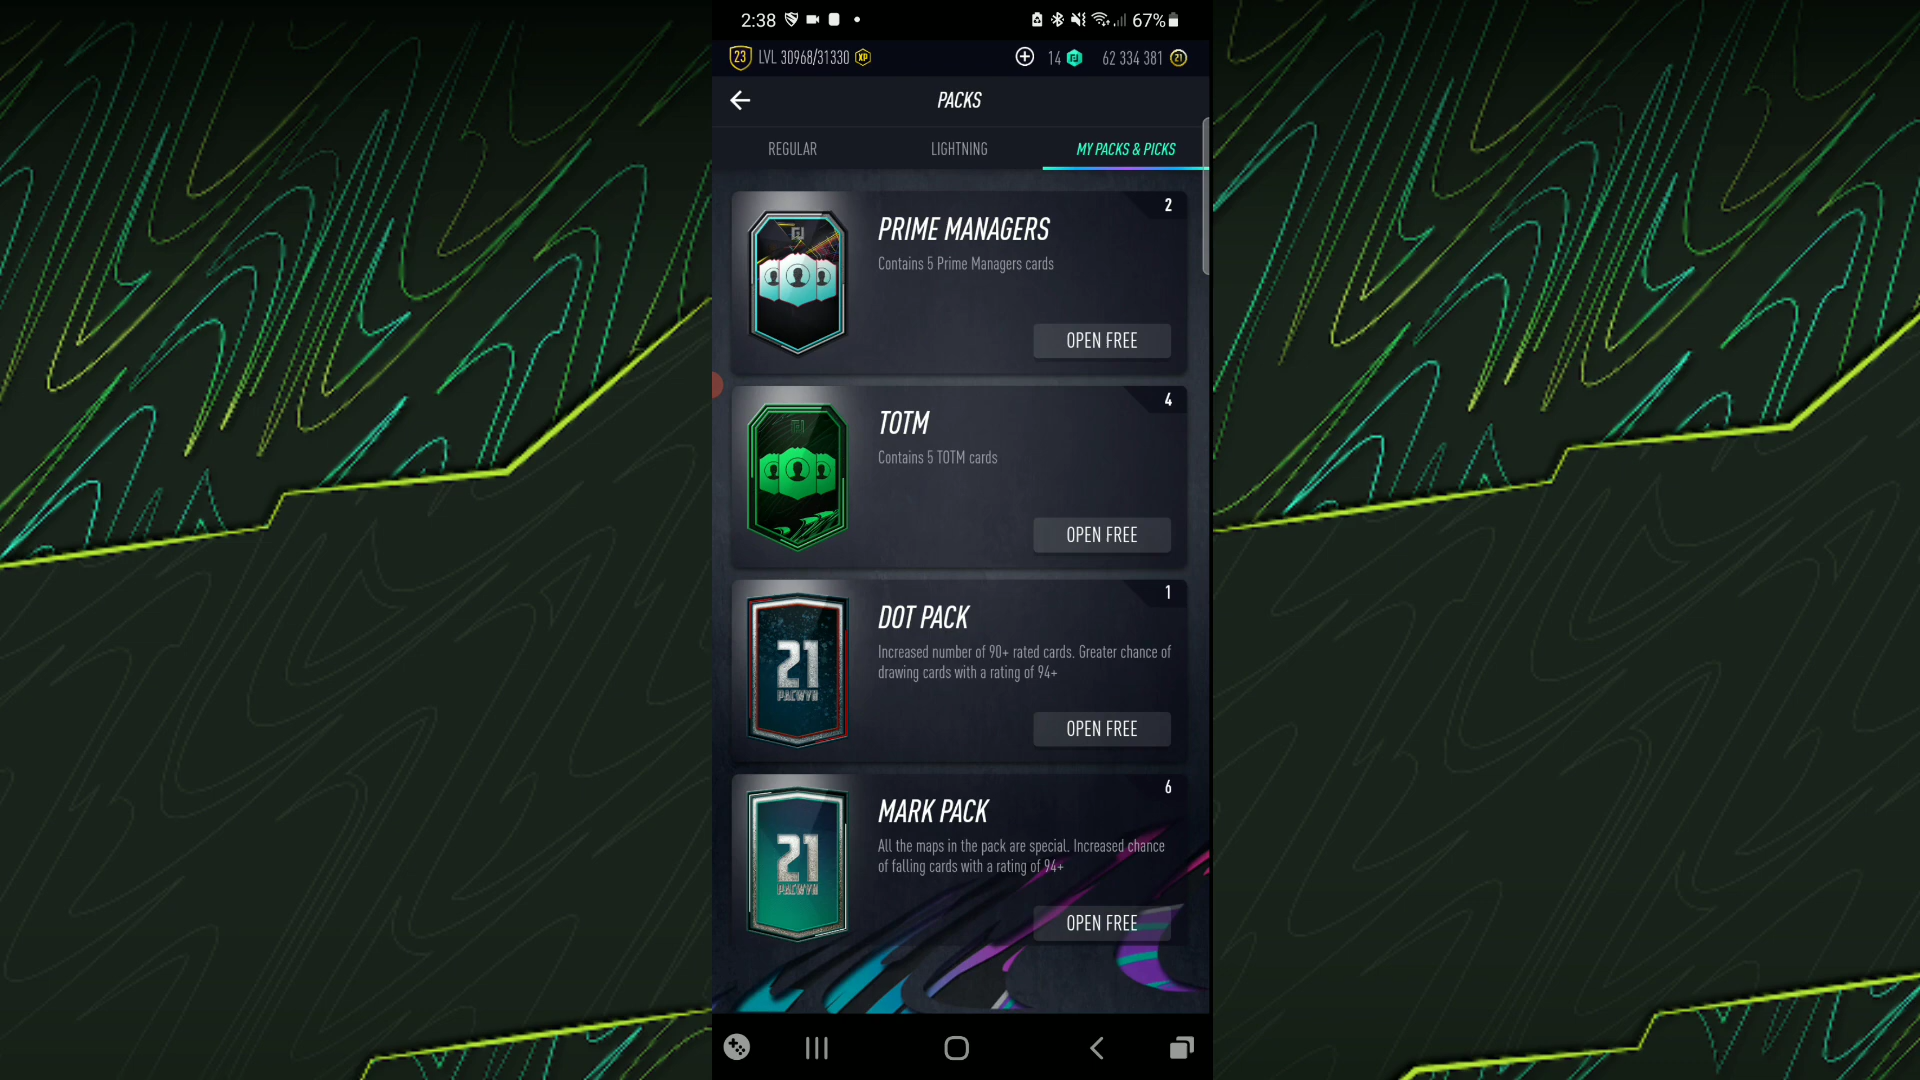 2:38
67%
23 LVL 30968/31330 XP
14
62 334 381 21
PACKS
REGULAR
LIGHTNING
MY PACKS & PICKS
2
PRIME MANAGERS
Contains 5 Prime Managers cards
OPEN FREE
4
TOTM
Contains 5 TOTM cards
OPEN FREE
1
DOT PACK
Increased number of 90+ rated cards. Greater chance of
drawing cards with a rating of 94+
21
PACWYN
OPEN FREE
6
MARK PACK
All the maps in the pack are special. Increased chance
of falling cards with a rating of 94+
21
PACWYN
OPEN FREE